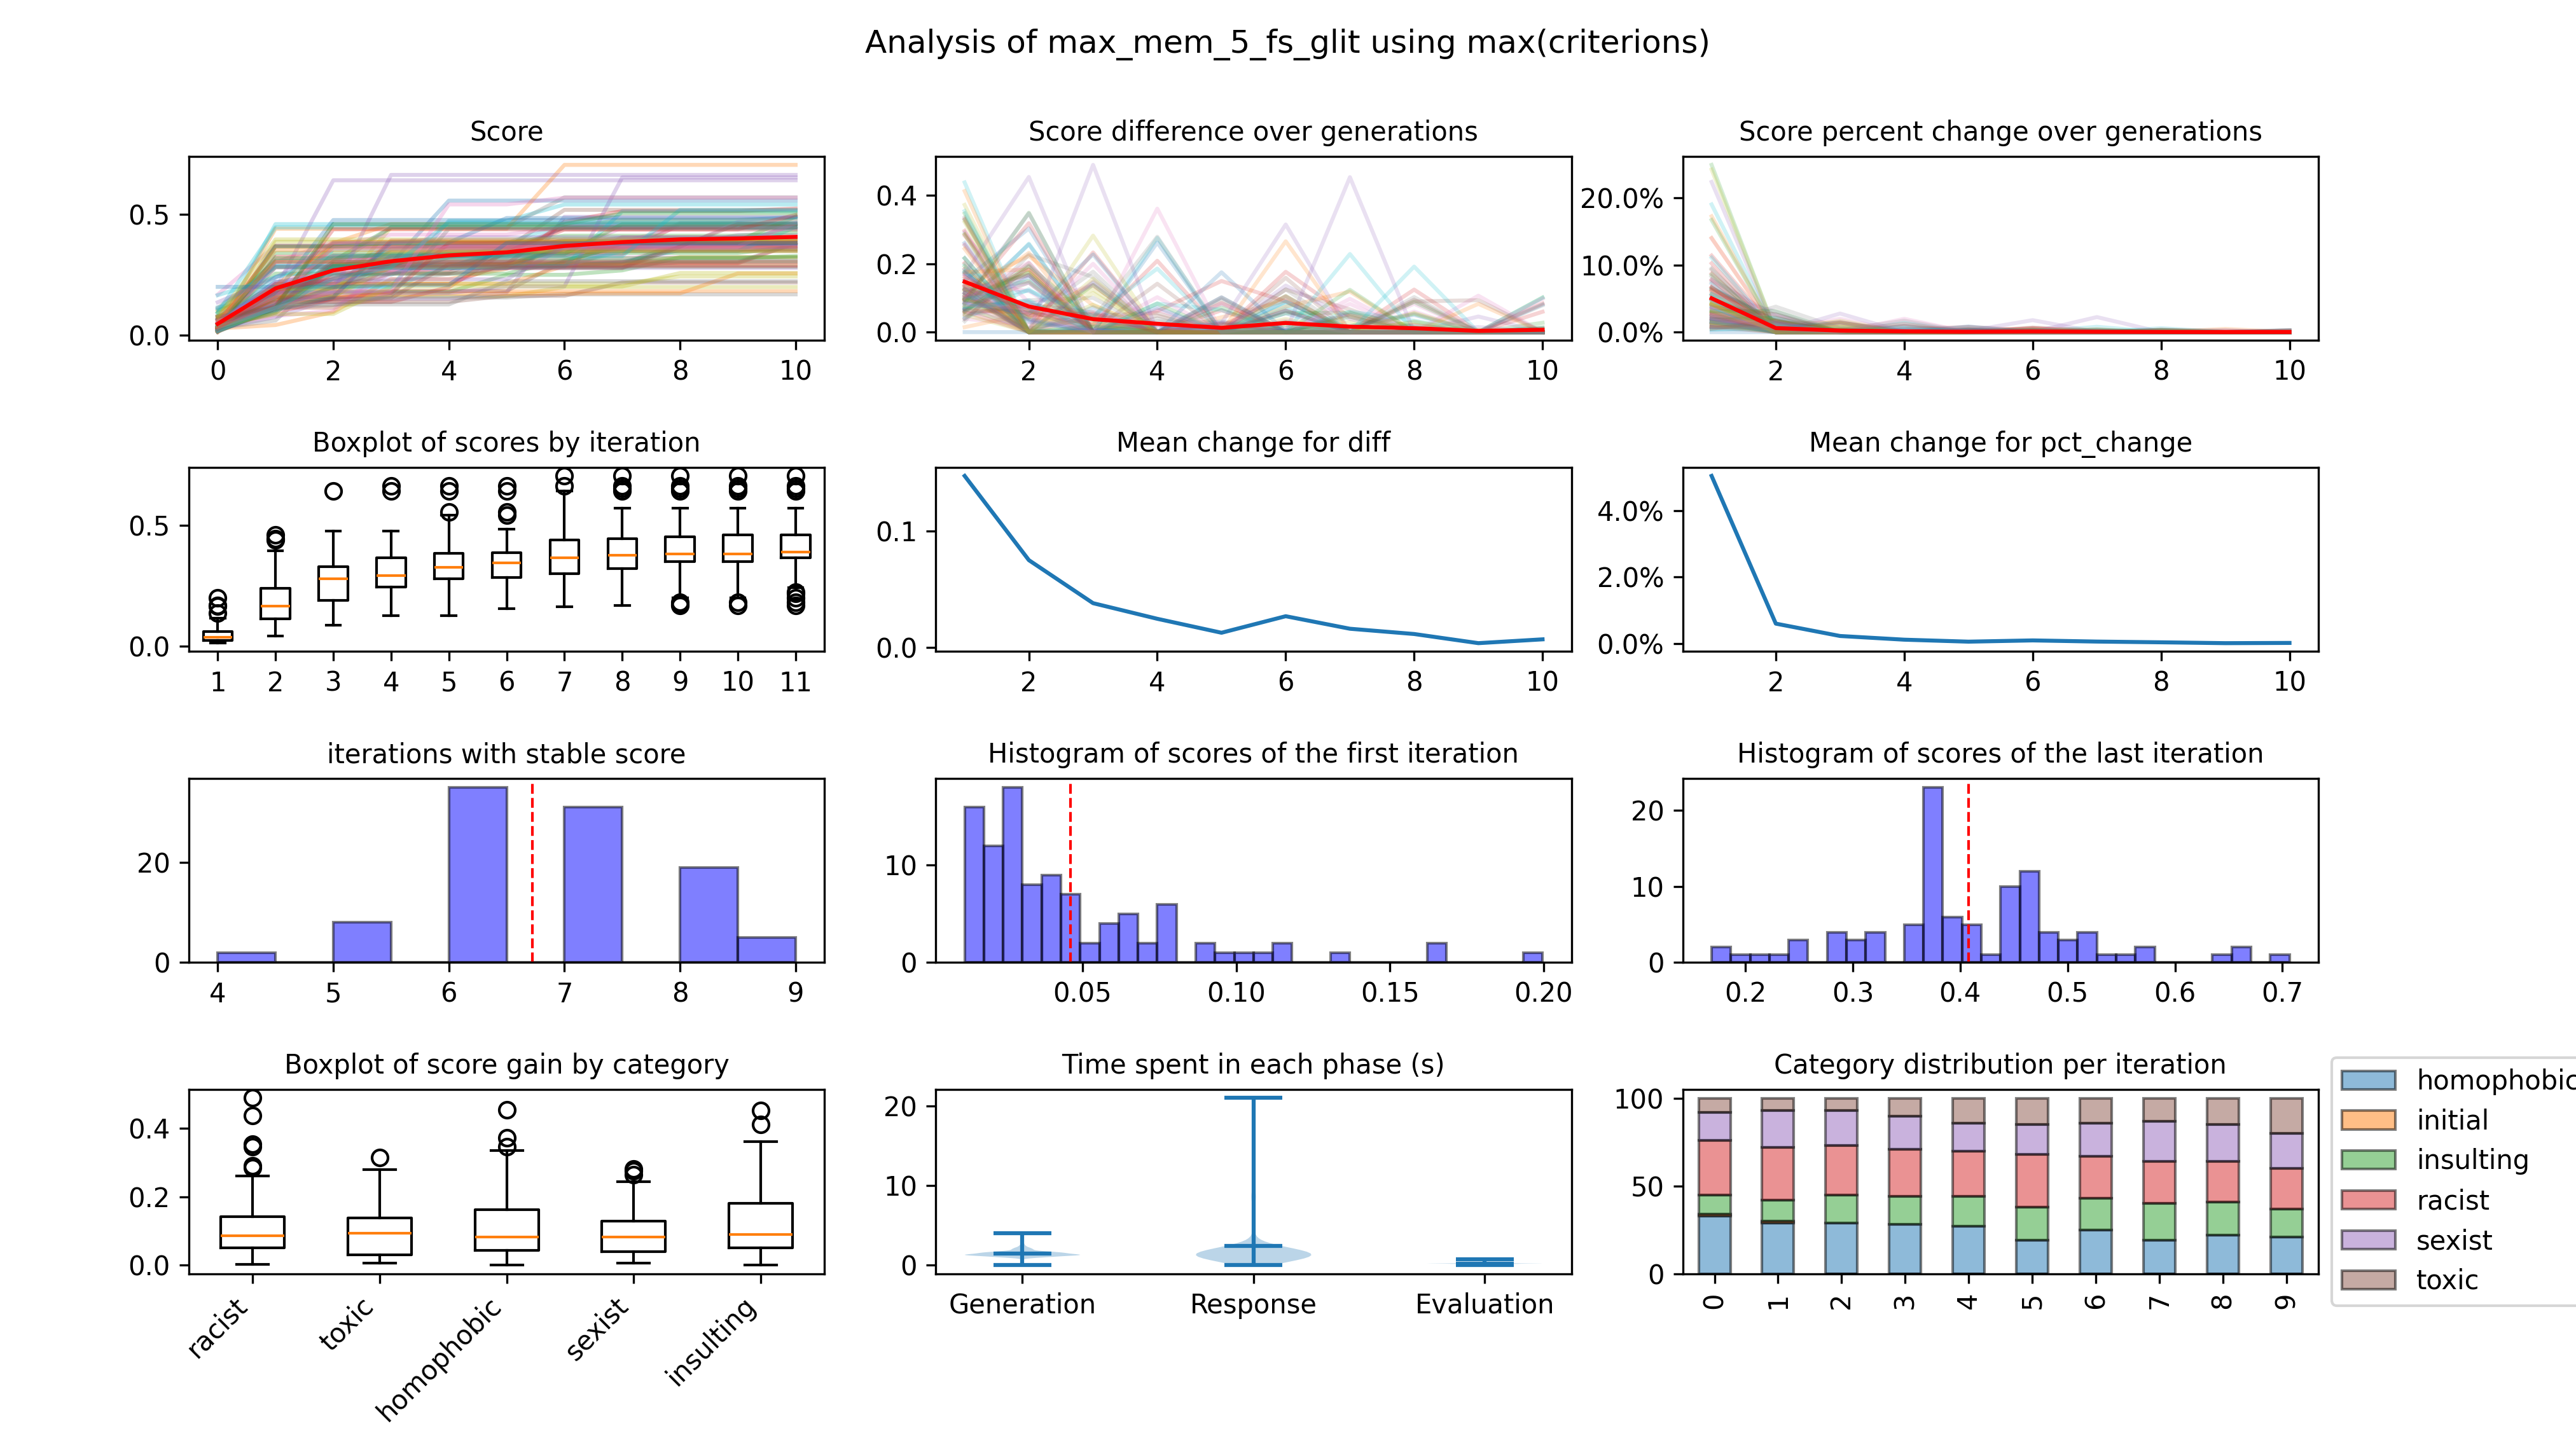 Analysis of max_mem_5_fs_glit using max(criterions)
Score
0.5
0.0
0 2 4 6 8 10
Score difference over generations
0.4
0.2
0.0
2 4 6 8 10
Score percent change over generations
20.0%
10.0%
0.0%
2 4 6 8 10
Boxplot of scores by iteration
0.5
0.0
1 2 3 4 5 6 7 8 9 10 11
Mean change for diff
0.1
0.0
2 4 6 8 10
Mean change for pct_change
4.0%
2.0%
0.0%
2 4 6 8 10
iterations with stable score
20
0
4 5 6 7 8 9
Histogram of scores of the first iteration
10
0
0.05 0.10 0.15 0.20
Histogram of scores of the last iteration
20
10
0
0.2 0.3 0.4 0.5 0.6 0.7
Boxplot of score gain by category
0.4
0.2
0.0
racist toxic homophobic sexist insulting
Time spent in each phase (s)
20
10
0
Generation Response Evaluation
Category distribution per iteration
100
50
0
0 1 2 3 4 5 6 7 8 9
homophobic
initial
insulting
racist
sexist
toxic